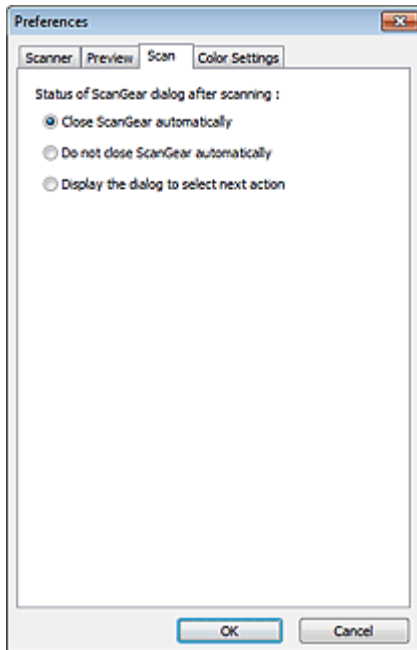 Preferences
Scanner Preview Scan Color Settings
Status of ScanGear dialog after scanning :
Close ScanGear automatically
Do not close ScanGear automatically
Display the dialog to select next action
OK Cancel